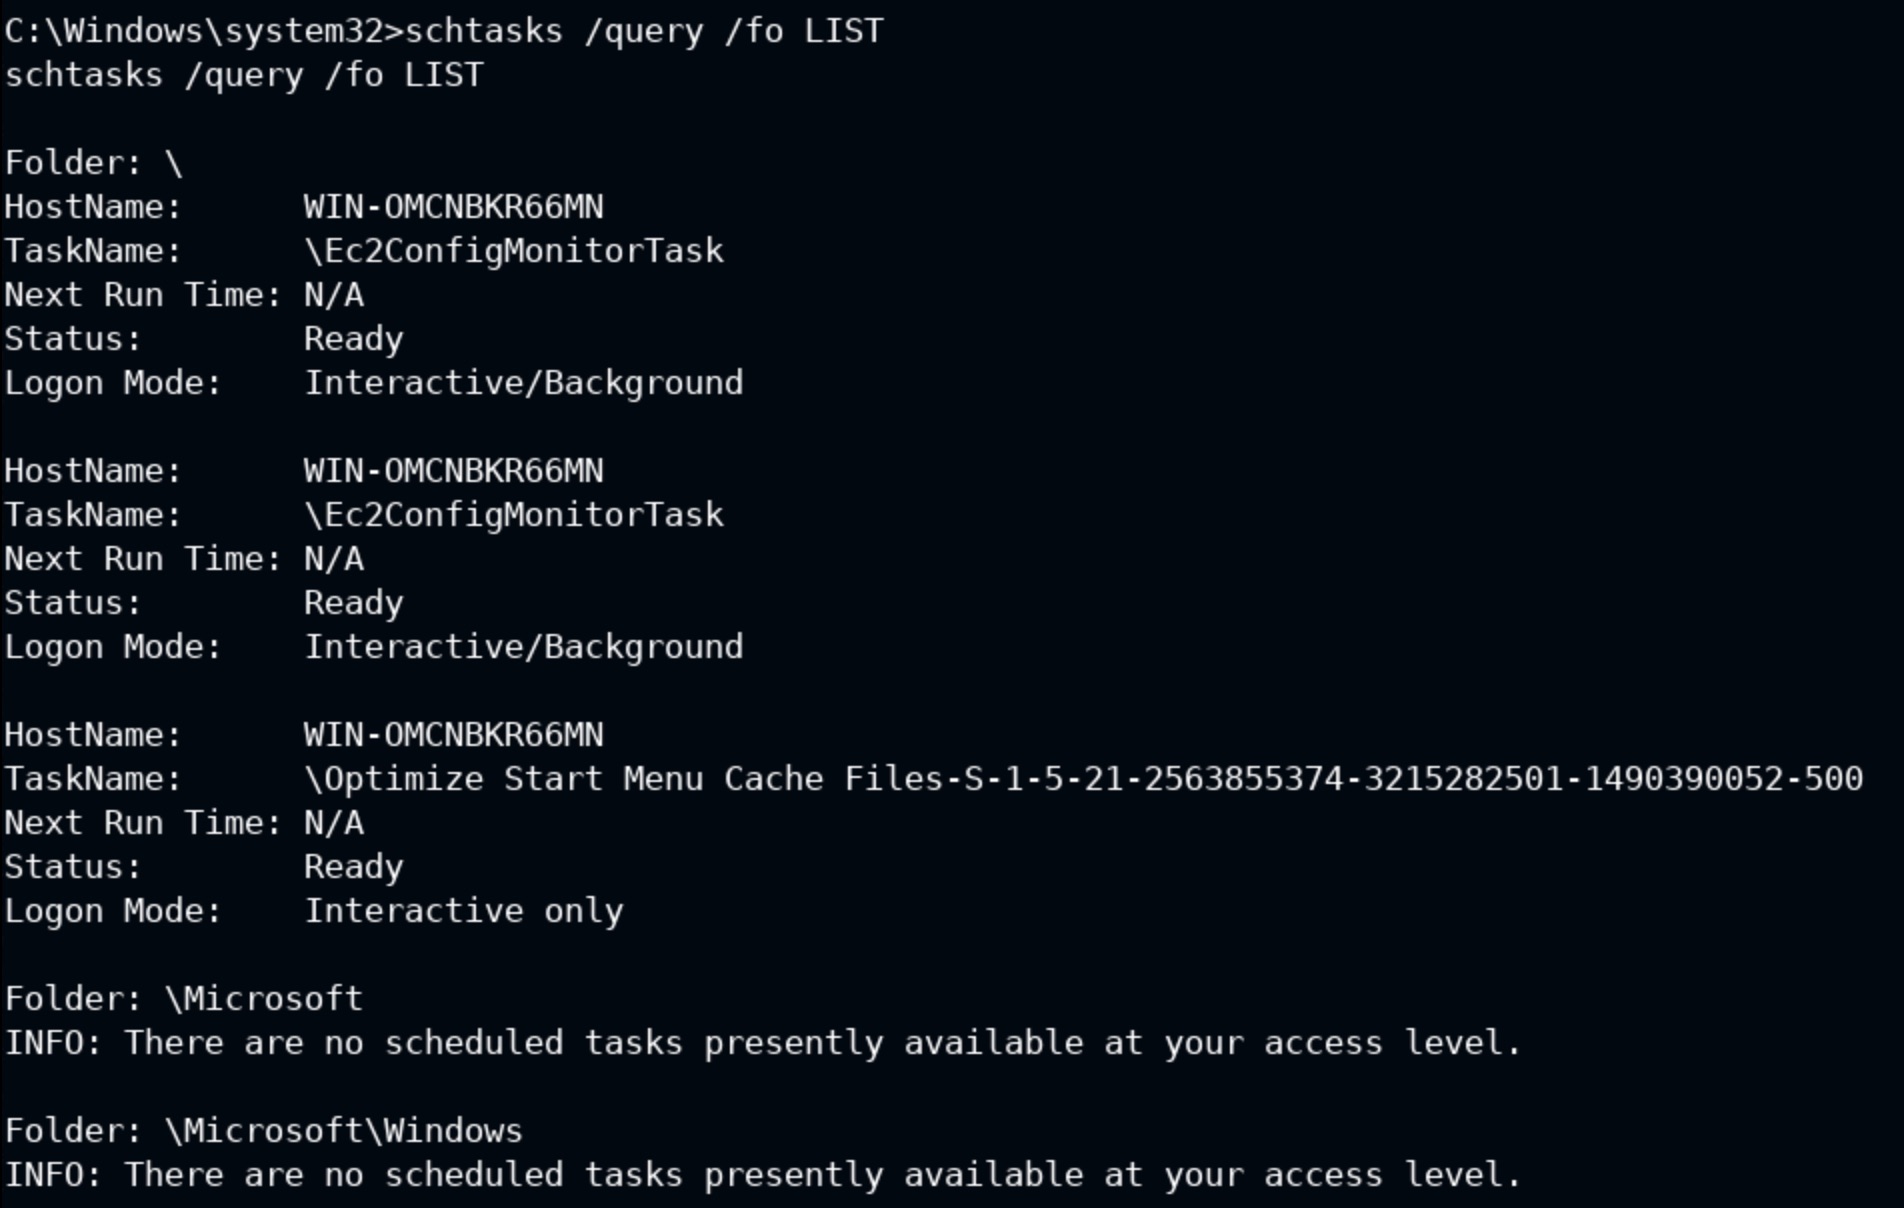 C:\Windows\system32>schtasks /query /fo LIST
schtasks /query /fo LIST

Folder: \
HostName:      WIN-OMCNBKR66MN
TaskName:      \Ec2ConfigMonitorTask
Next Run Time: N/A
Status:        Ready
Logon Mode:    Interactive/Background

HostName:      WIN-OMCNBKR66MN
TaskName:      \Ec2ConfigMonitorTask
Next Run Time: N/A
Status:        Ready
Logon Mode:    Interactive/Background

HostName:      WIN-OMCNBKR66MN
TaskName:      \Optimize Start Menu Cache Files-S-1-5-21-2563855374-3215282501-1490390052-500
Next Run Time: N/A
Status:        Ready
Logon Mode:    Interactive only

Folder: \Microsoft
INFO: There are no scheduled tasks presently available at your access level.

Folder: \Microsoft\Windows
INFO: There are no scheduled tasks presently available at your access level.